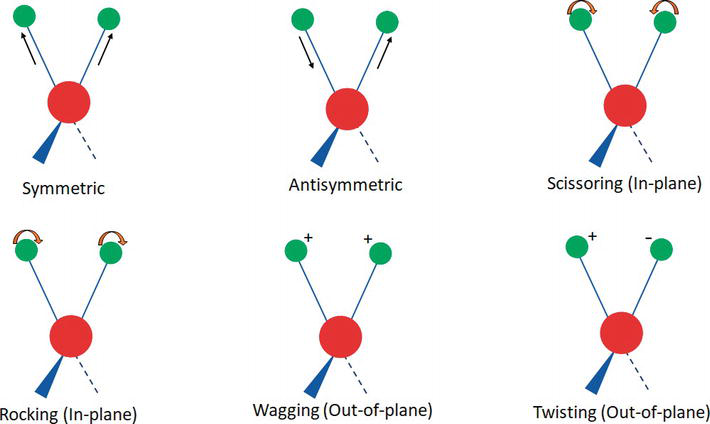 Symmetric
Antisymmetric
Scissoring (In-plane)
+ +
+ -
Rocking (In-plane)
Wagging (Out-of-plane)
Twisting (Out-of-plane)